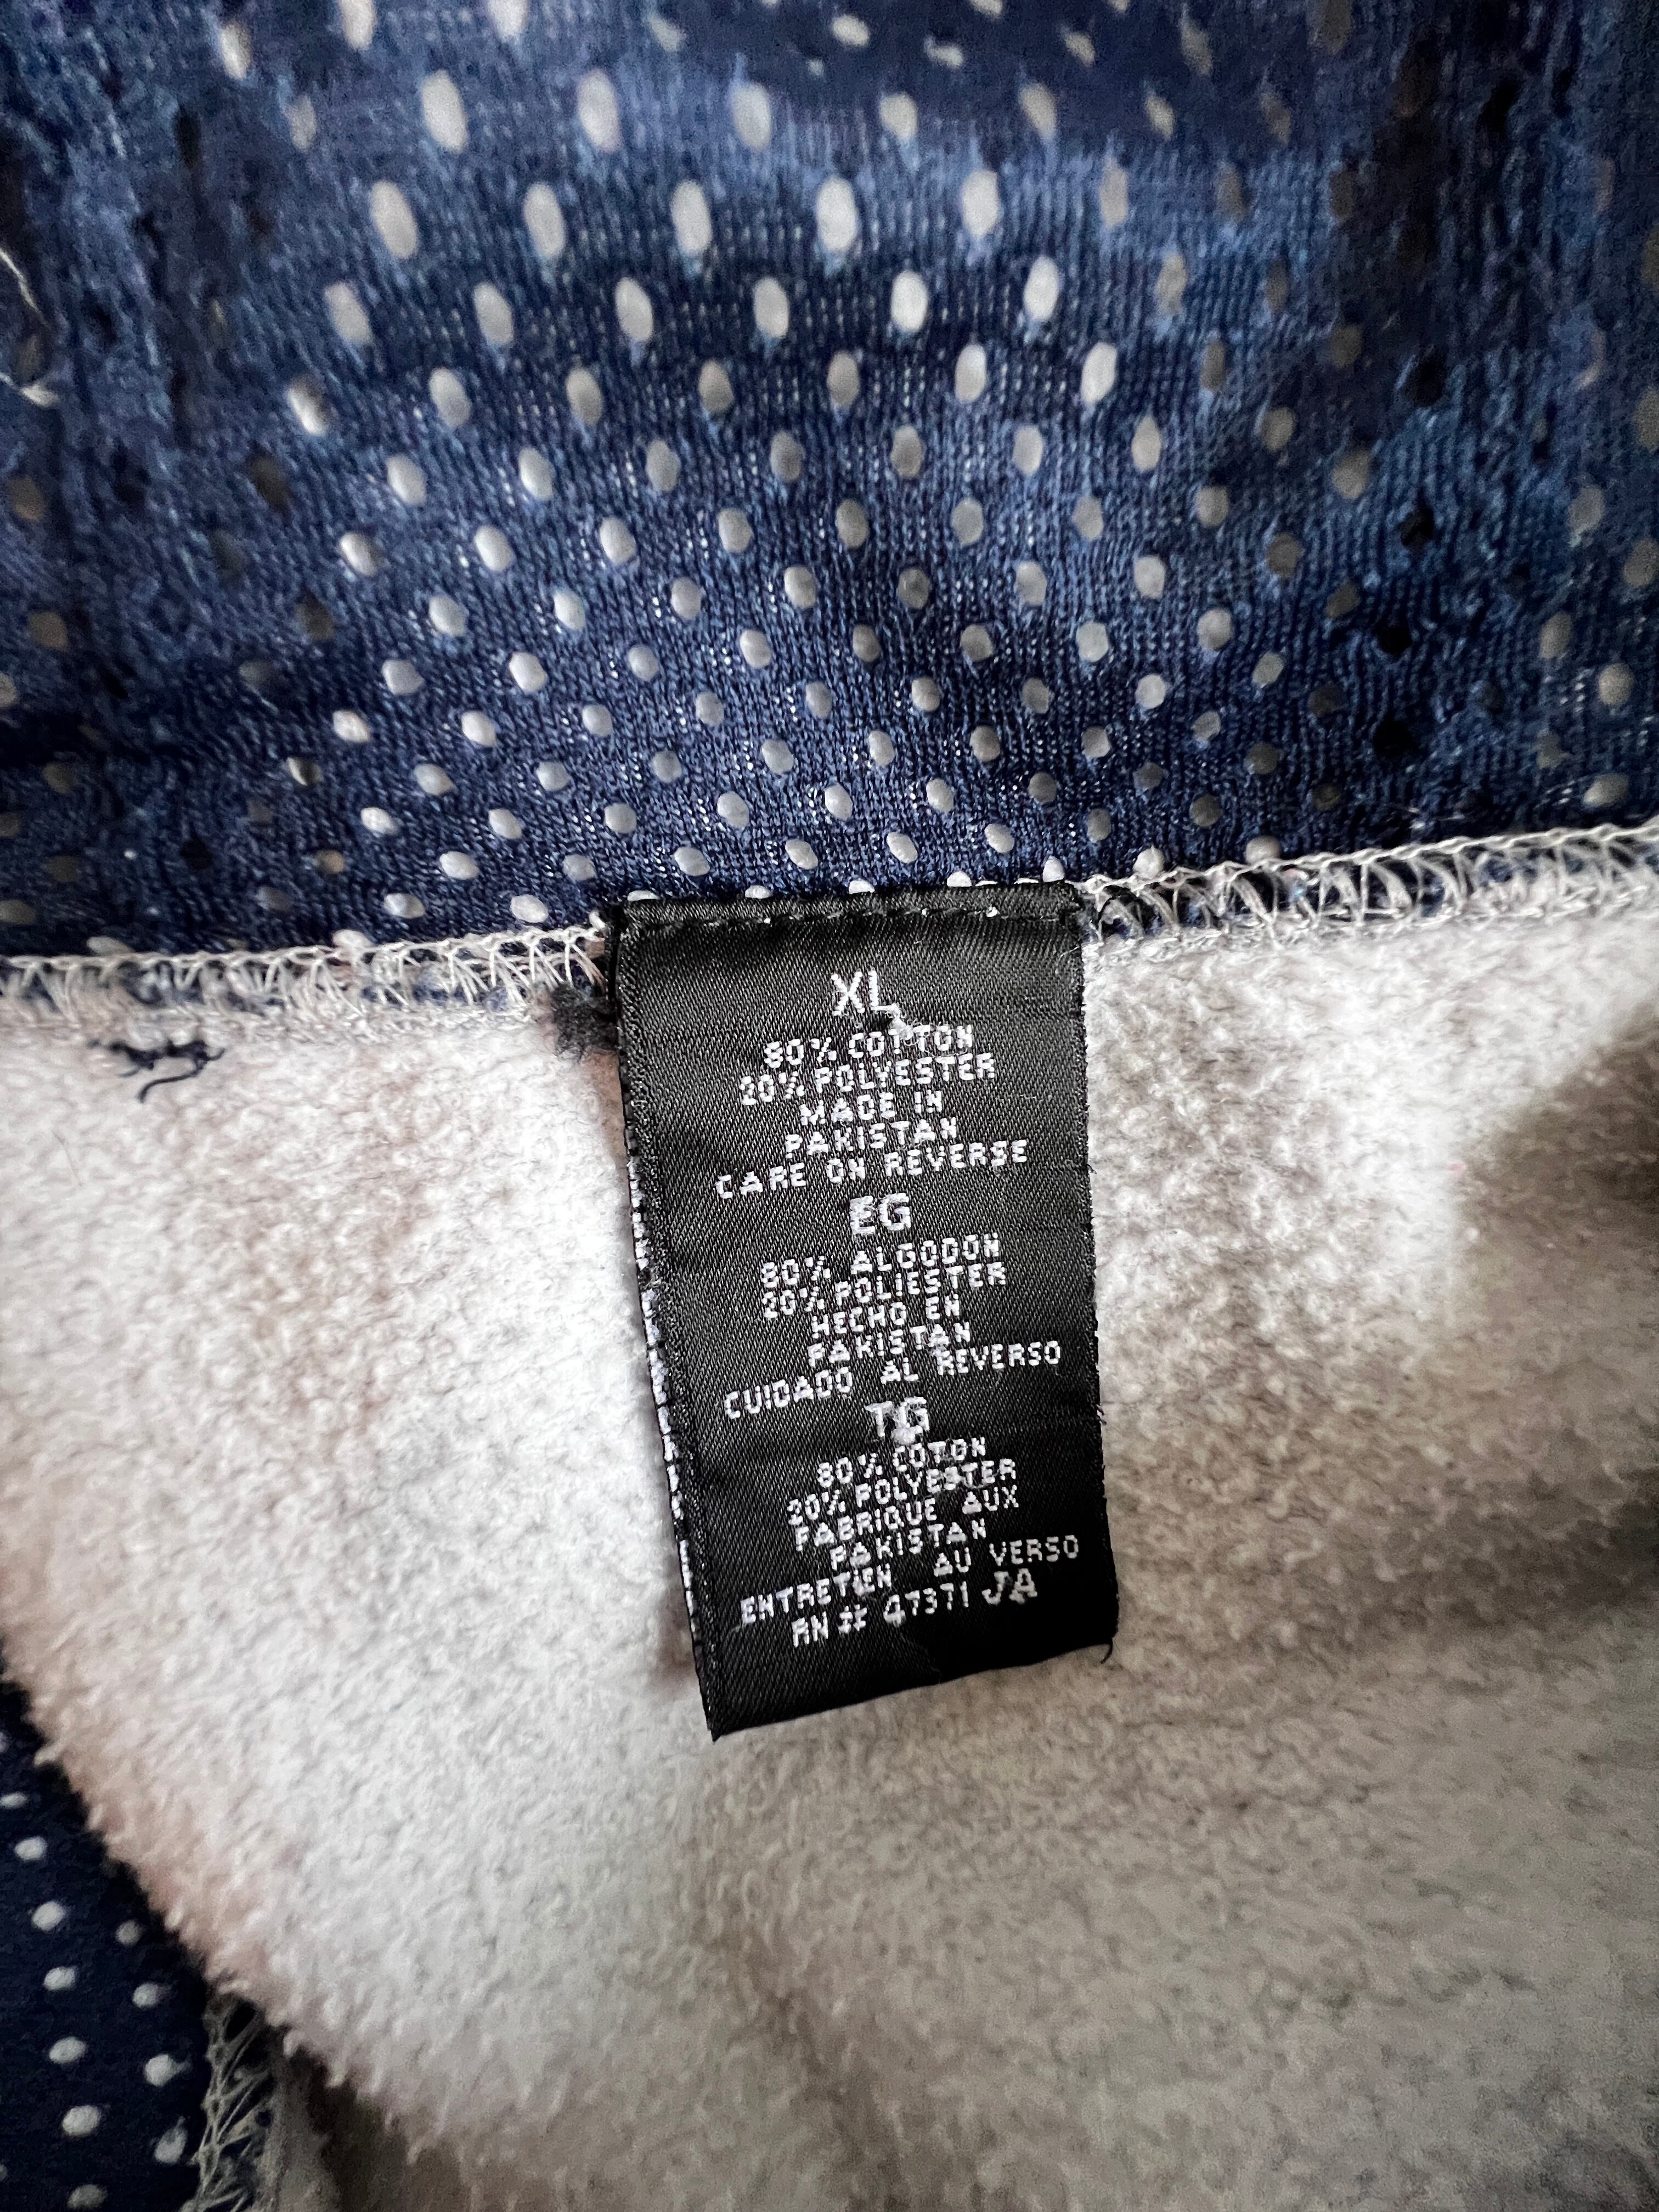 XL
80% COTTON
20% POLYESTER
MADE IN
PAKISTAN
CARE ON REVERSE
EG
80% ALGODON
20% POLIESTER
HECHO EN
PAKISTAN
CUIDADO AL REVERSO
TG
80% COTON
20% POLYESTER
FABRIQUE AUX
PAKISTAN
ENTRETIEN AU VERSO
RN # 47371 JA